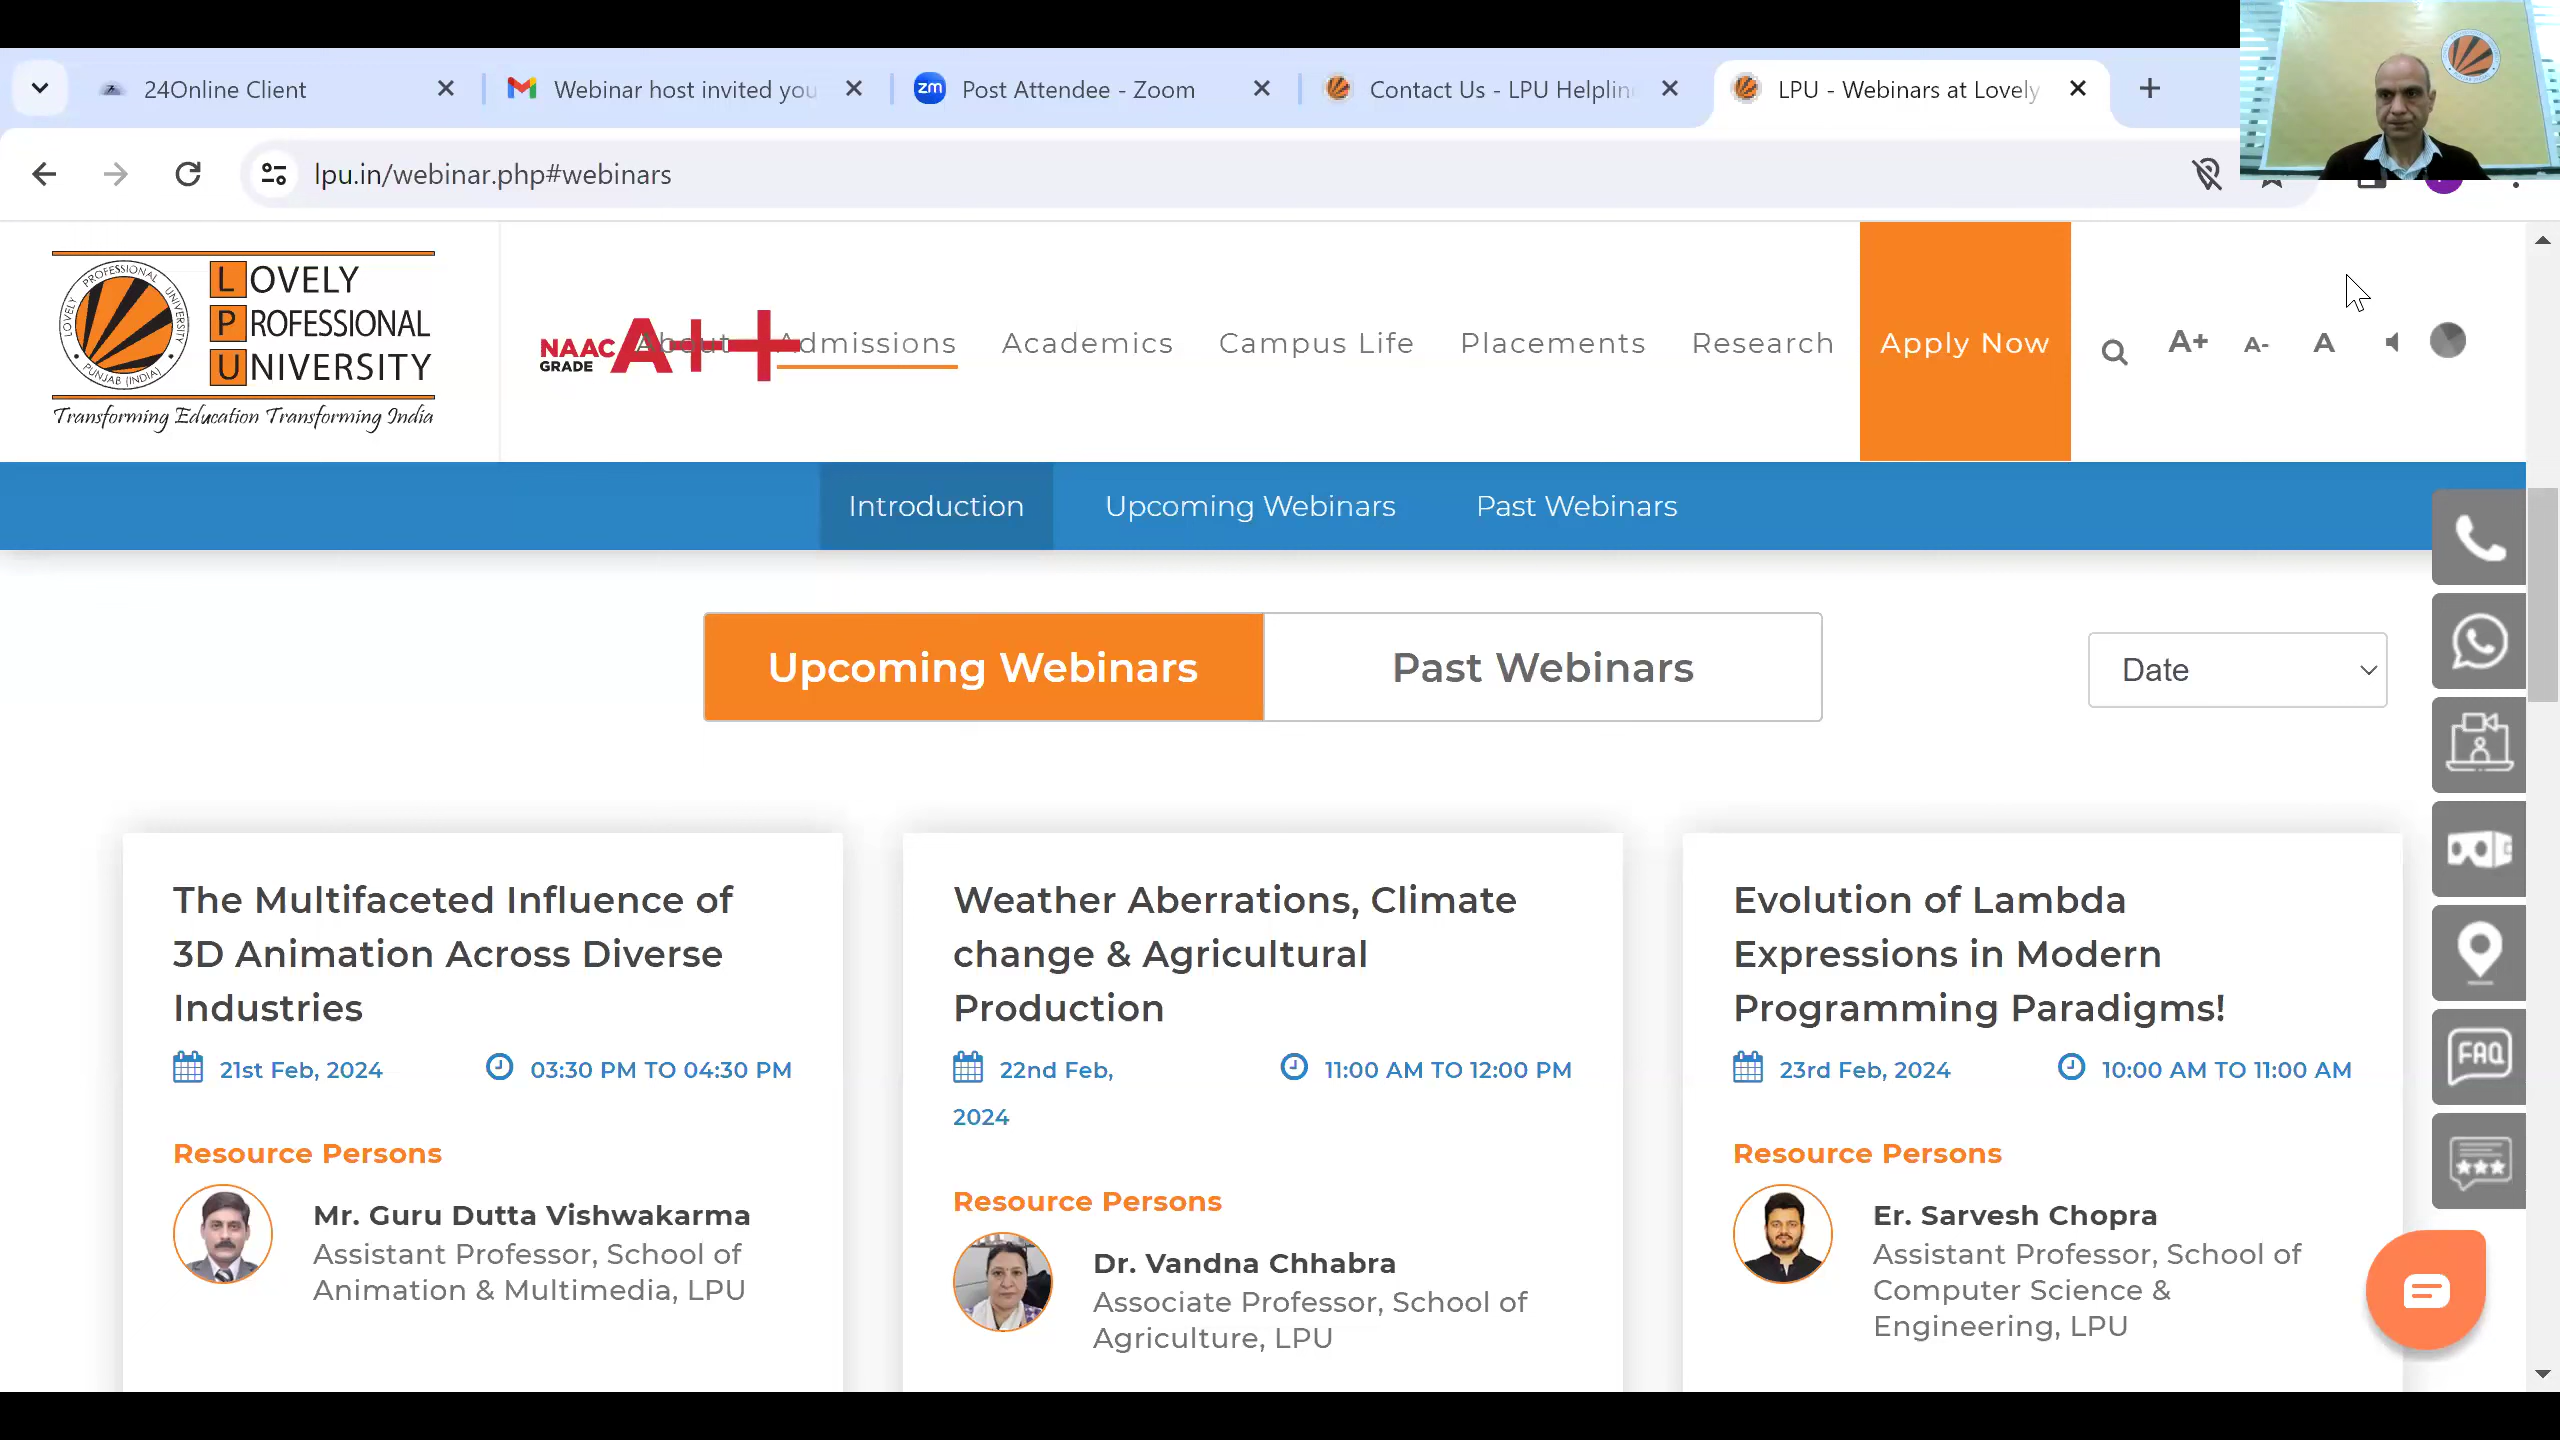 24Online Client
Webinar host invited you
Post Attendee - Zoom
Contact Us - LPU Helplin
LPU - Webinars at Lovely
lpu.in/webinar.php#webinars
LOVELY
PROFESSIONAL
UNIVERSITY
LOVELY PROFESSIONAL UNIVERSITY
PUNJAB (INDIA)
Transforming Education Transforming India
NAAC
GRADE
A++
About
Admissions
Academics
Campus Life
Placements
Research
Apply Now
A+
A-
A
Introduction
Upcoming Webinars
Past Webinars
Upcoming Webinars
Past Webinars
Date
The Multifaceted Influence of
3D Animation Across Diverse
Industries
21st Feb, 2024
03:30 PM TO 04:30 PM
Resource Persons
Mr. Guru Dutta Vishwakarma
Assistant Professor, School of
Animation & Multimedia, LPU
Weather Aberrations, Climate
change & Agricultural
Production
22nd Feb,
2024
11:00 AM TO 12:00 PM
Resource Persons
Dr. Vandna Chhabra
Associate Professor, School of
Agriculture, LPU
Evolution of Lambda
Expressions in Modern
Programming Paradigms!
23rd Feb, 2024
10:00 AM TO 11:00 AM
Resource Persons
Er. Sarvesh Chopra
Assistant Professor, School of
Computer Science &
Engineering, LPU
FAQ
zm